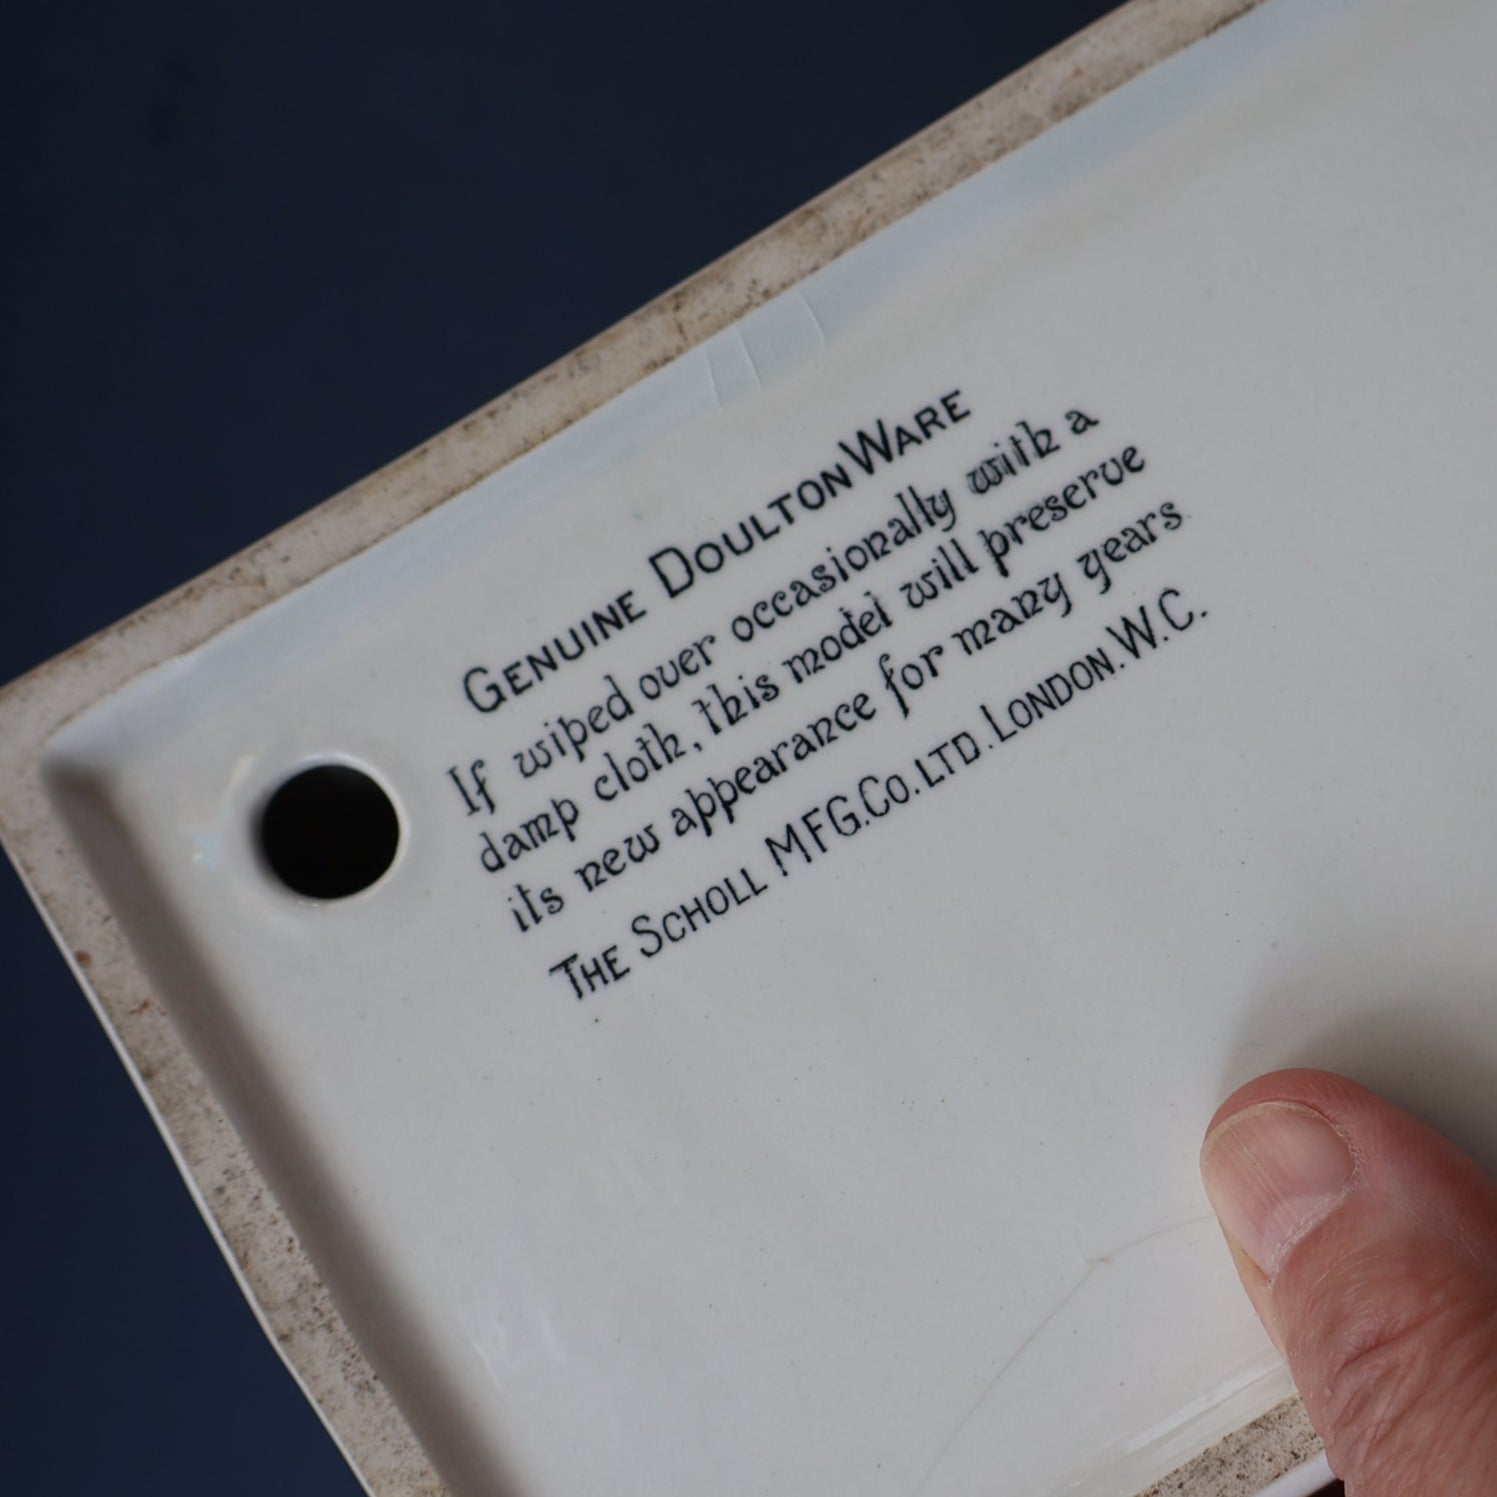 GENUINE DOULTON WARE
If wiped over occasionally with a
damp cloth, this model will preserve
its new appearance for many years
THE SCHOLL MFG. CO. LTD. LONDON. W.C.